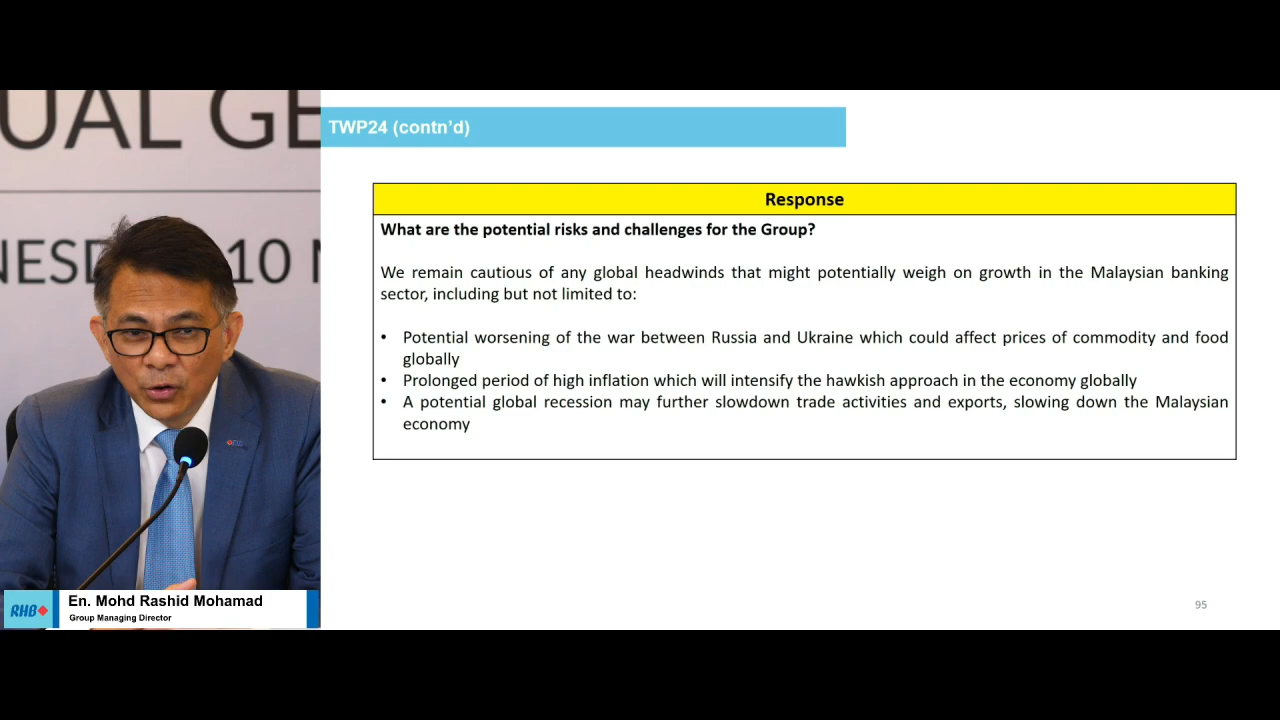 UAL GE
TWP24 (contn'd)
Response
What are the potential risks and challenges for the Group?
We remain cautious of any global headwinds that might potentially weigh on growth in the Malaysian banking
sector, including but not limited to:
• Potential worsening of the war between Russia and Ukraine which could affect prices of commodity and food
globally
• Prolonged period of high inflation which will intensify the hawkish approach in the economy globally
• A potential global recession may further slowdown trade activities and exports, slowing down the Malaysian
economy
NESD 10
RHB
En. Mohd Rashid Mohamad
Group Managing Director
95